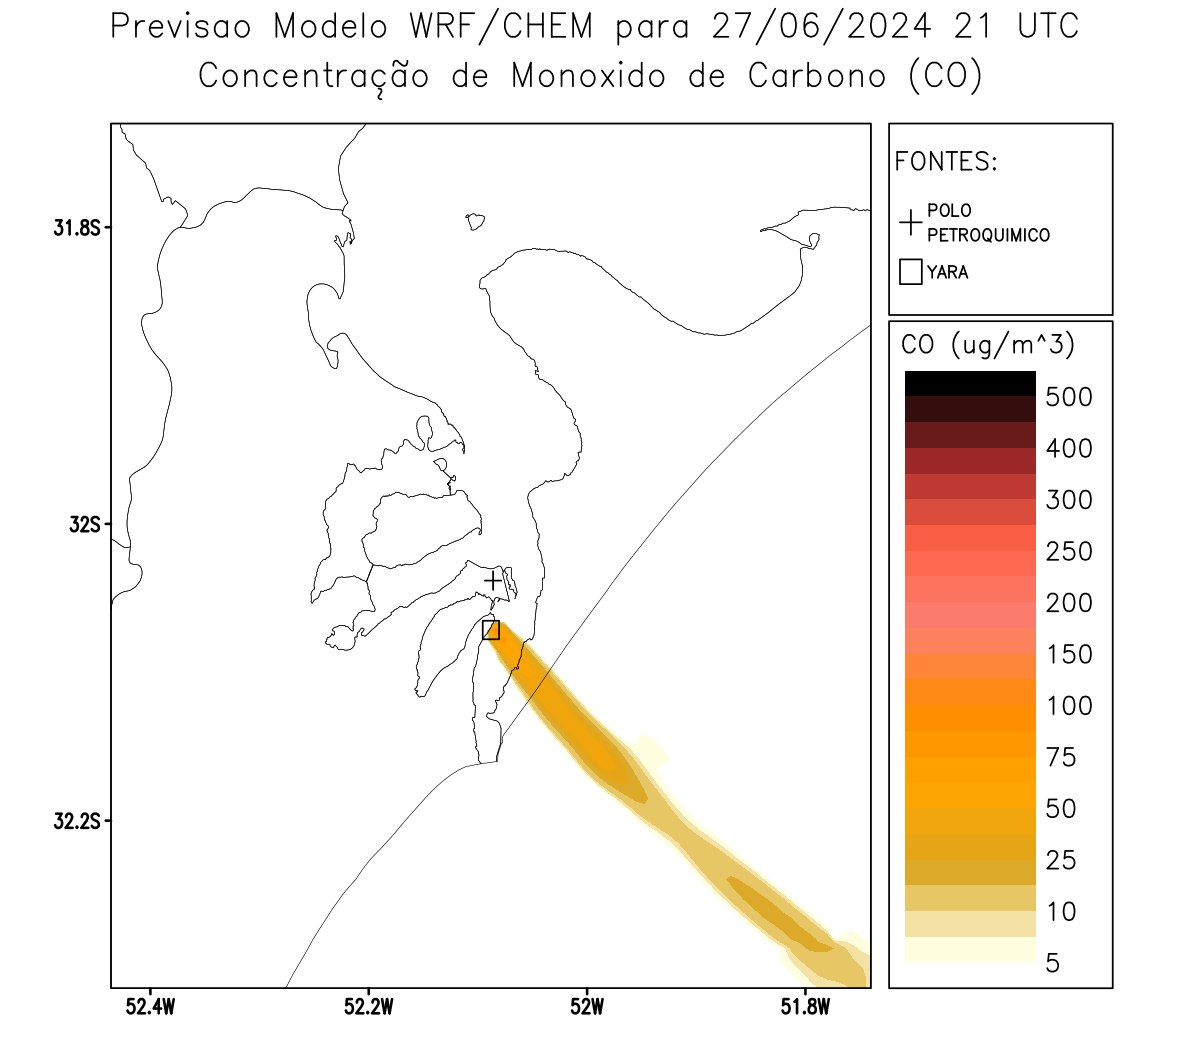 Previsao Modelo WRF/CHEM para 27/06/2024 21 UTC
Concentração de Monoxido de Carbono (CO)
FONTES:
POLO
PETROQUIMICO
YARA
CO (ug/m^3)
500
400
300
250
200
150
100
75
50
25
10
5
31.8S
32S
32.2S
52.4W
52.2W
52W
51.8W